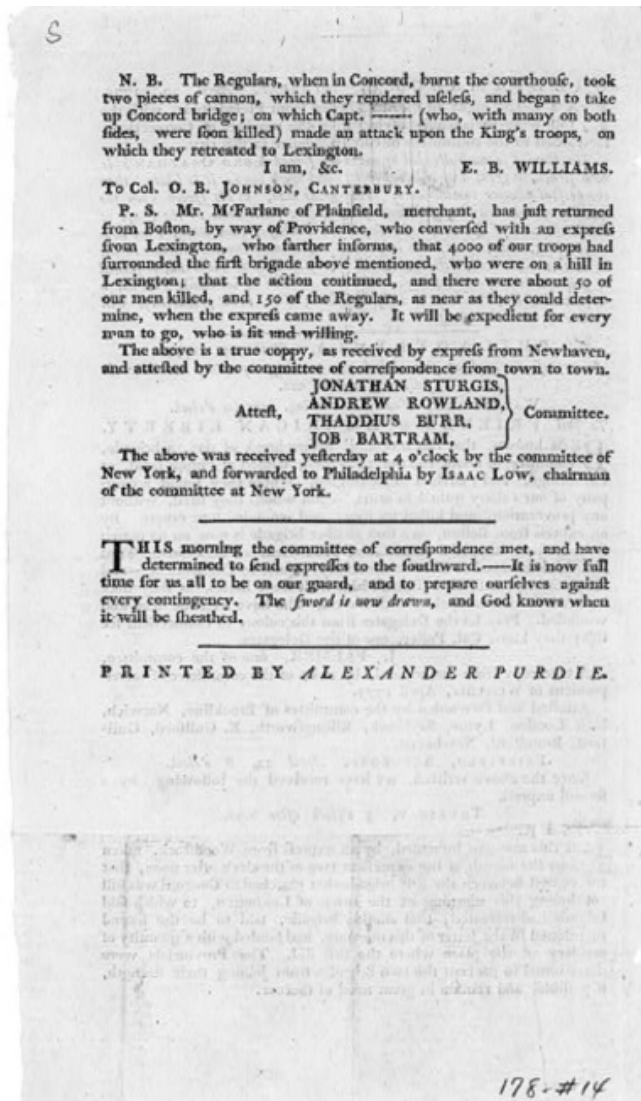 S
N. B. The Regulars, when in Concord, burnt the courthouſe, took
two pieces of cannon, which they rendered uſeleſs, and began to take
up Concord bridge; on which Capt. ------- (who, with many on both
ſides, were ſoon killed) made an attack upon the King's troops, on
which they retreated to Lexington.
I am, &c. E. B. WILLIAMS.
To Col. O. B. JOHNSON, CANTERBURY.
P. S. Mr. M'Farlane of Plainfield, merchant, has juſt returned
from Boſton, by way of Providence, who converſed with an expreſs
from Lexington, who farther informs, that 4000 of our troops had
ſurrounded the firſt brigade above mentioned, who were on a hill in
Lexington; that the action continued, and there were about 50 of
our men killed, and 150 of the Regulars, as near as they could deter-
mine, when the expreſs came away. It will be expedient for every
man to go, who is fit and willing.
The above is a true coppy, as received by expreſs from Newhaven,
and atteſted by the committee of correſpondence from town to town.
JONATHAN STURGIS,
Atteſt, ANDREW ROWLAND, Committee.
THADDIUS BURR,
JOB BARTRAM,
The above was received yeſterday at 4 o'clock by the committee of
New York, and forwarded to Philadelphia by ISAAC LOW, chairman
of the committee at New York.
THIS morning the committee of correſpondence met, and have
determined to ſend expreſſes to the ſouthward.——It is now full
time for us all to be on our guard, and to prepare ourſelves againſt
every contingency. The ſword is now drawn, and God knows when
it will be ſheathed.
PRINTED BY ALEXANDER PURDIE.
178-#14